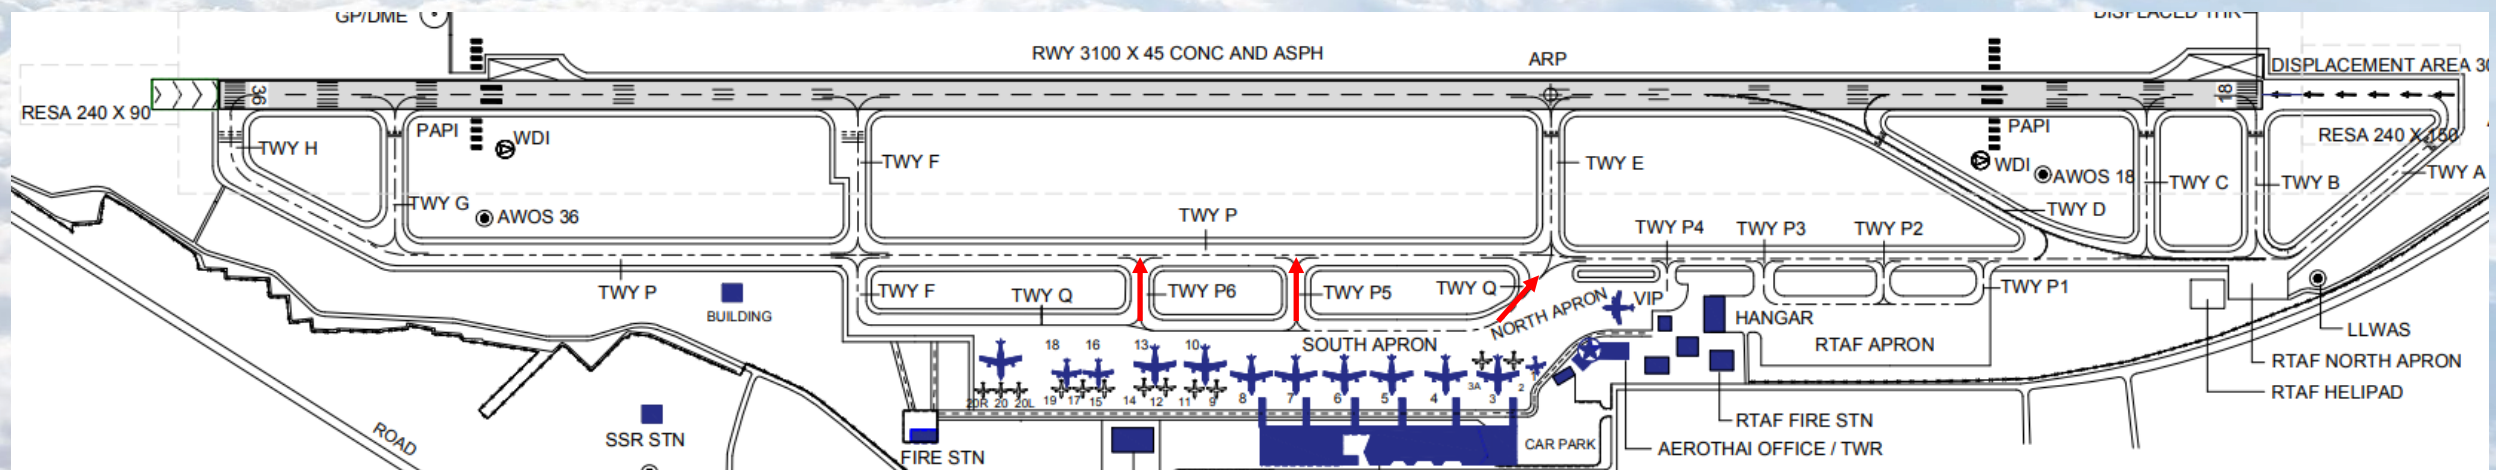 GP/DME
DISPLACED THR
RWY 3100 X 45 CONC AND ASPH
ARP
DISPLACEMENT AREA 30
RESA 240 X 90
36
18
PAPI
WDI
PAPI
RESA 240 X 150
TWY H
TWY F
TWY E
WDI
AWOS 18
TWY C
TWY B
TWY A
TWY G
AWOS 36
TWY P
TWY D
TWY P4
TWY P3
TWY P2
TWY P
TWY F
TWY Q
TWY P6
TWY P5
TWY Q
NORTH APRON
VIP
TWY P1
BUILDING
HANGAR
LLWAS
SOUTH APRON
RTAF APRON
RTAF NORTH APRON
RTAF HELIPAD
18
16
13
10
20R 20 20L
19 17 15
14 12
11 9
8
7
6
5
4
3A
3
2
ROAD
SSR STN
FIRE STN
CAR PARK
RTAF FIRE STN
AEROTHAI OFFICE / TWR